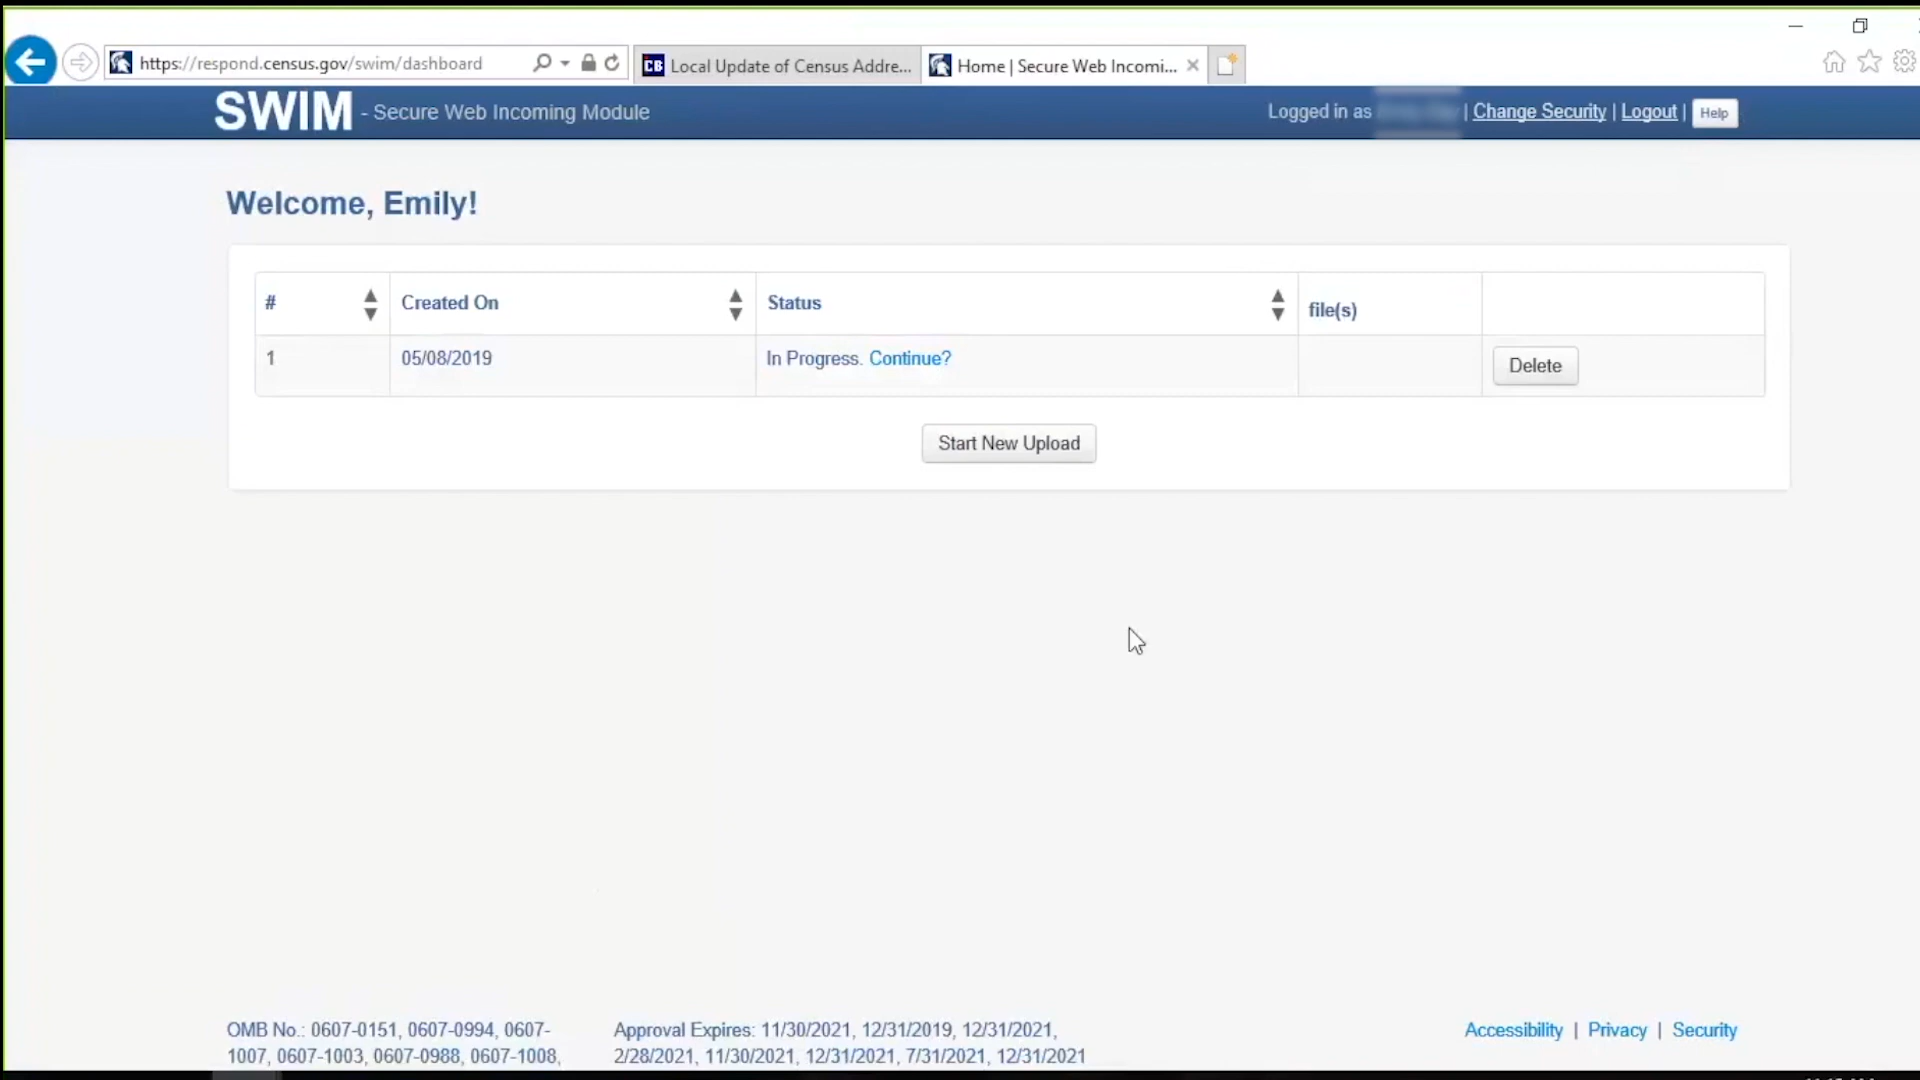 https://respond.census.gov/swim/dashboard
CB Local Update of Census Addre...
Home | Secure Web Incomi...
SWIM - Secure Web Incoming Module
Logged in as | Change Security | Logout | Help
Welcome, Emily!
# Created On Status file(s)
1 05/08/2019 In Progress. Continue? Delete
Start New Upload
OMB No.: 0607-0151, 0607-0994, 0607-
1007, 0607-1003, 0607-0988, 0607-1008,
Approval Expires: 11/30/2021, 12/31/2019, 12/31/2021,
2/28/2021, 11/30/2021, 12/31/2021, 7/31/2021, 12/31/2021
Accessibility | Privacy | Security